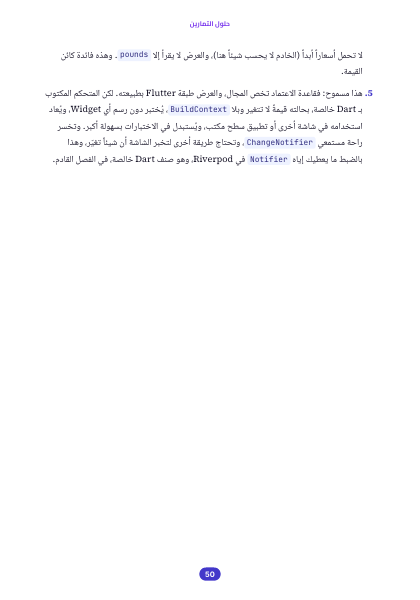 حلول التمارين
لا تحمل أسعاراً أبداً (الخادم لا يحسب شيئاً هنا)، والعرض لا يقرأ إلا pounds. وهذه فائدة كائن
القيمة.
5. هذا مسموح: فقاعدة الاعتماد تخص المجال، والعرض طبقة Flutter بطبيعته. لكن المتحكم المكتوب
بـ Dart خالصة، بحالته قيمةً لا تتغير وبلا BuildContext، يُختبر دون رسم أي Widget، ويُعاد
استخدامه في شاشة أخرى أو تطبيق سطح مكتب، ويُستبدل في الاختبارات بسهولة أكبر. وتخسر
راحة مستمعي ChangeNotifier، وتحتاج طريقة أخرى لتخبر الشاشة أن شيئاً تغيّر، وهذا
بالضبط ما يعطيك إياه Notifier في Riverpod، وهو صنف Dart خالصة، في الفصل القادم.
50